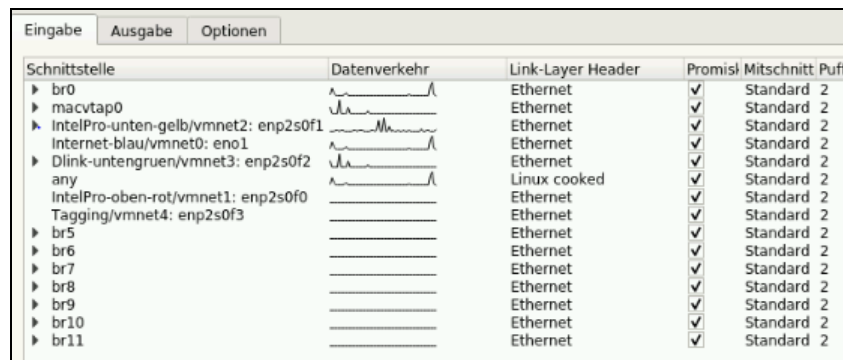 Eingabe Ausgabe Optionen
Schnittstelle Datenverkehr Link-Layer Header Promisk Mitschnitt Puff
br0 Ethernet Standard 2
macvtap0 Ethernet Standard 2
IntelPro-unten-gelb/vmnet2: enp2s0f1 Ethernet Standard 2
Internet-blau/vmnet0: eno1 Ethernet Standard 2
Dlink-untengruen/vmnet3: enp2s0f2 Ethernet Standard 2
any Linux cooked Standard 2
IntelPro-oben-rot/vmnet1: enp2s0f0 Ethernet Standard 2
Tagging/vmnet4: enp2s0f3 Ethernet Standard 2
br5 Ethernet Standard 2
br6 Ethernet Standard 2
br7 Ethernet Standard 2
br8 Ethernet Standard 2
br9 Ethernet Standard 2
br10 Ethernet Standard 2
br11 Ethernet Standard 2